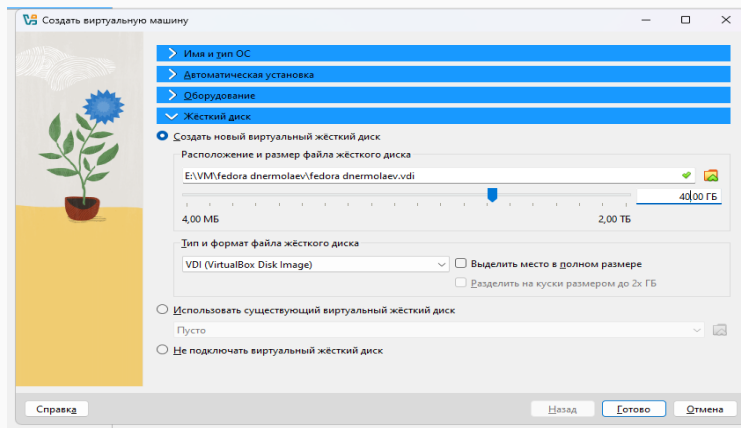 Создать виртуальную машину
Имя и тип ОС
Автоматическая установка
Оборудование
Жёсткий диск
Создать новый виртуальный жёсткий диск
Расположение и размер файла жёсткого диска
E:\VM\fedora dnermolaev\fedora dnermolaev.vdi
40,00 ГБ
4,00 МБ 2,00 ТБ
Тип и формат файла жёсткого диска
VDI (VirtualBox Disk Image) Выделить место в полном размере
Разделить на куски размером до 2х ГБ
Использовать существующий виртуальный жёсткий диск
Пусто
Не подключать виртуальный жёсткий диск
Справка Назад Готово Отмена